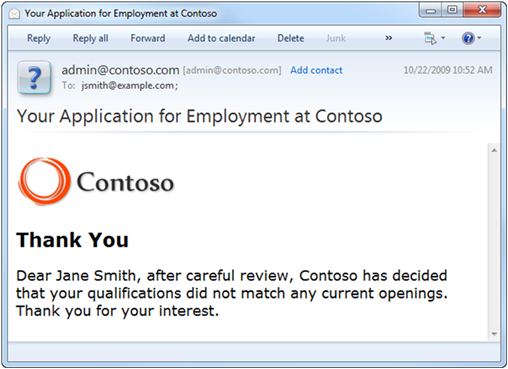 Your Application for Employment at Contoso
Reply Reply all Forward Add to calendar Delete Junk »
admin@contoso.com [admin@contoso.com] Add contact 10/22/2009 10:52 AM
To: jsmith@example.com;
Your Application for Employment at Contoso
Contoso
Thank You
Dear Jane Smith, after careful review, Contoso has decided
that your qualifications did not match any current openings.
Thank you for your interest.